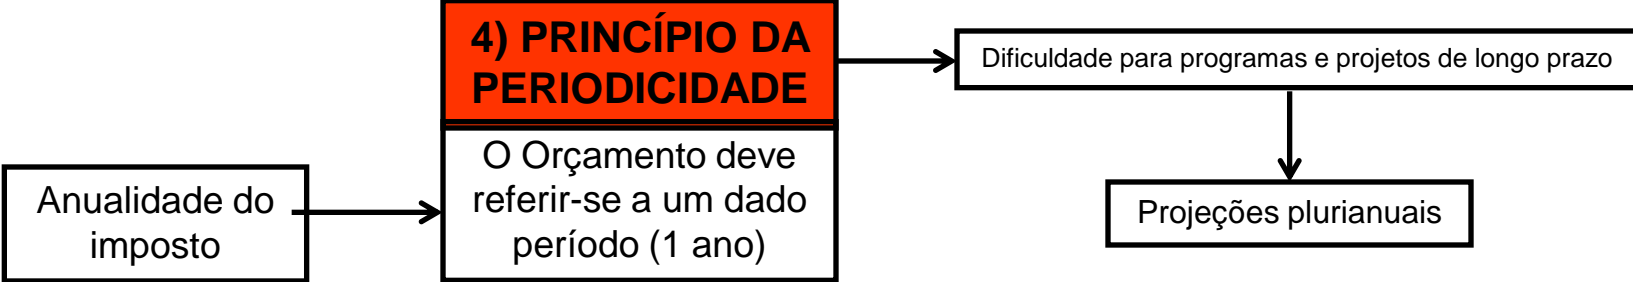 4) PRINCÍPIO DA
PERIODICIDADE
O Orçamento deve
referir-se a um dado
período (1 ano)
Anualidade do
imposto
Dificuldade para programas e projetos de longo prazo
Projeções plurianuais